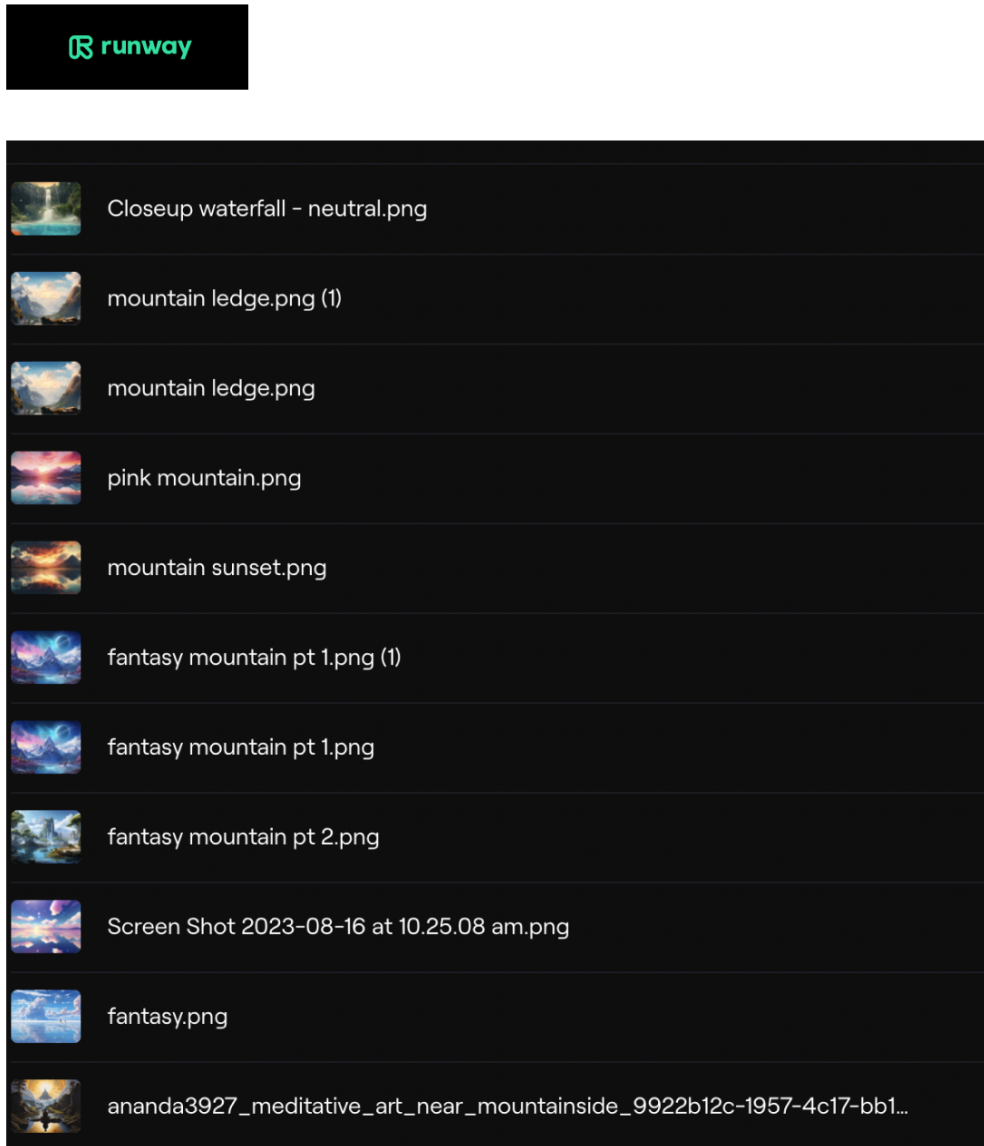 runway
Closeup waterfall - neutral.png
mountain ledge.png (1)
mountain ledge.png
pink mountain.png
mountain sunset.png
fantasy mountain pt 1.png (1)
fantasy mountain pt 1.png
fantasy mountain pt 2.png
Screen Shot 2023-08-16 at 10.25.08 am.png
fantasy.png
ananda3927_meditative_art_near_mountainside_9922b12c-1957-4c17-bb1...